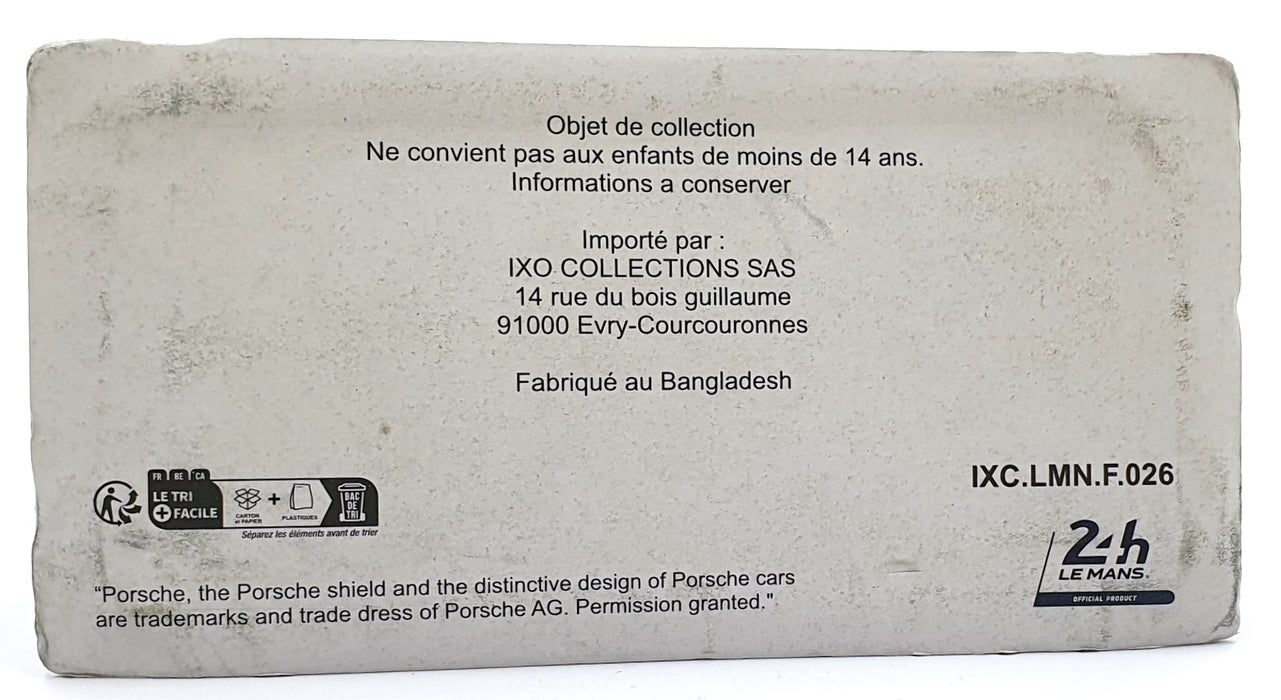 Objet de collection
Ne convient pas aux enfants de moins de 14 ans.
Informations a conserver
Importé par :
IXO COLLECTIONS SAS
14 rue du bois guillaume
91000 Evry-Courcouronnes
Fabriqué au Bangladesh
IXC.LMN.F.026
FR BE CA
LE TRI
+ FACILE
CARTON
et PAPIER
+
PLASTIQUES
BAC
DE
TRI
Séparez les éléments avant de trier
24h
LE MANS
OFFICIAL PRODUCT
“Porsche, the Porsche shield and the distinctive design of Porsche cars
are trademarks and trade dress of Porsche AG. Permission granted."